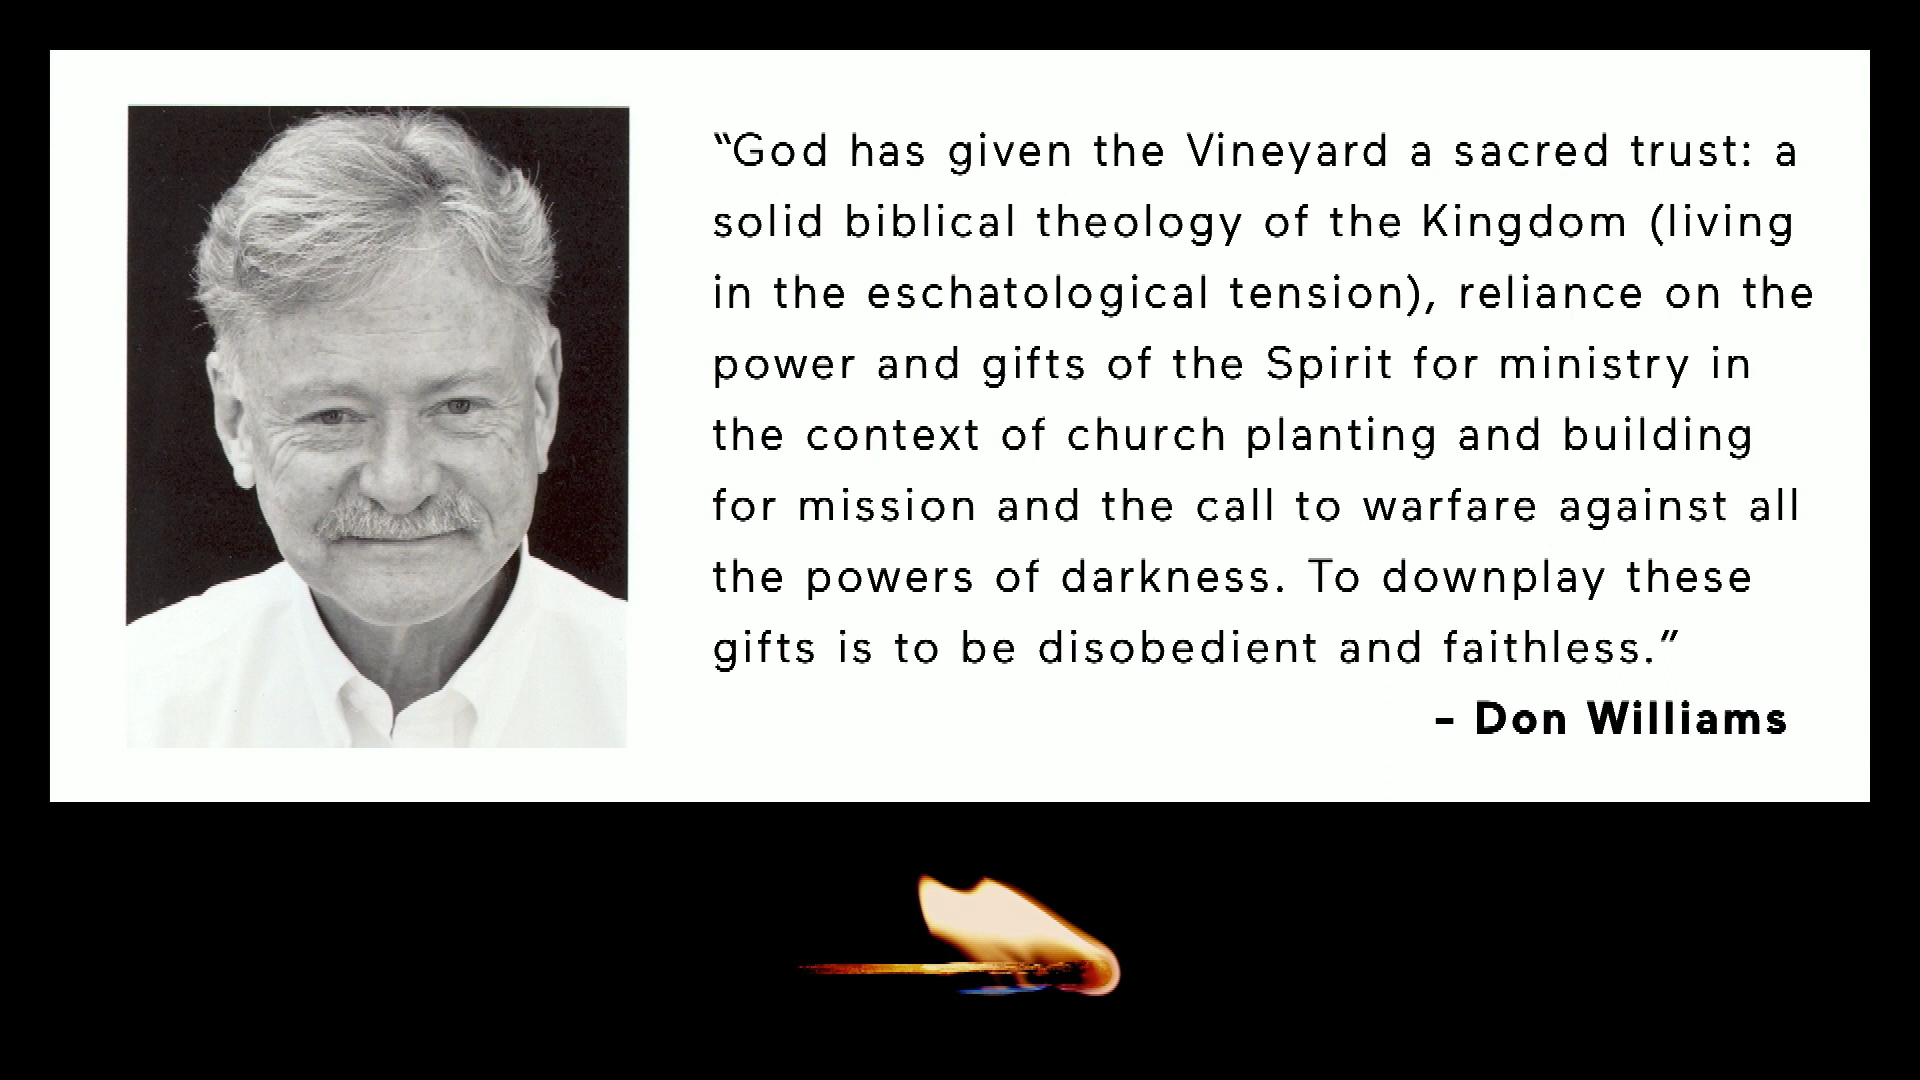 “God has given the Vineyard a sacred trust: a
solid biblical theology of the Kingdom (living
in the eschatological tension), reliance on the
power and gifts of the Spirit for ministry in
the context of church planting and building
for mission and the call to warfare against all
the powers of darkness. To downplay these
gifts is to be disobedient and faithless.”
– Don Williams